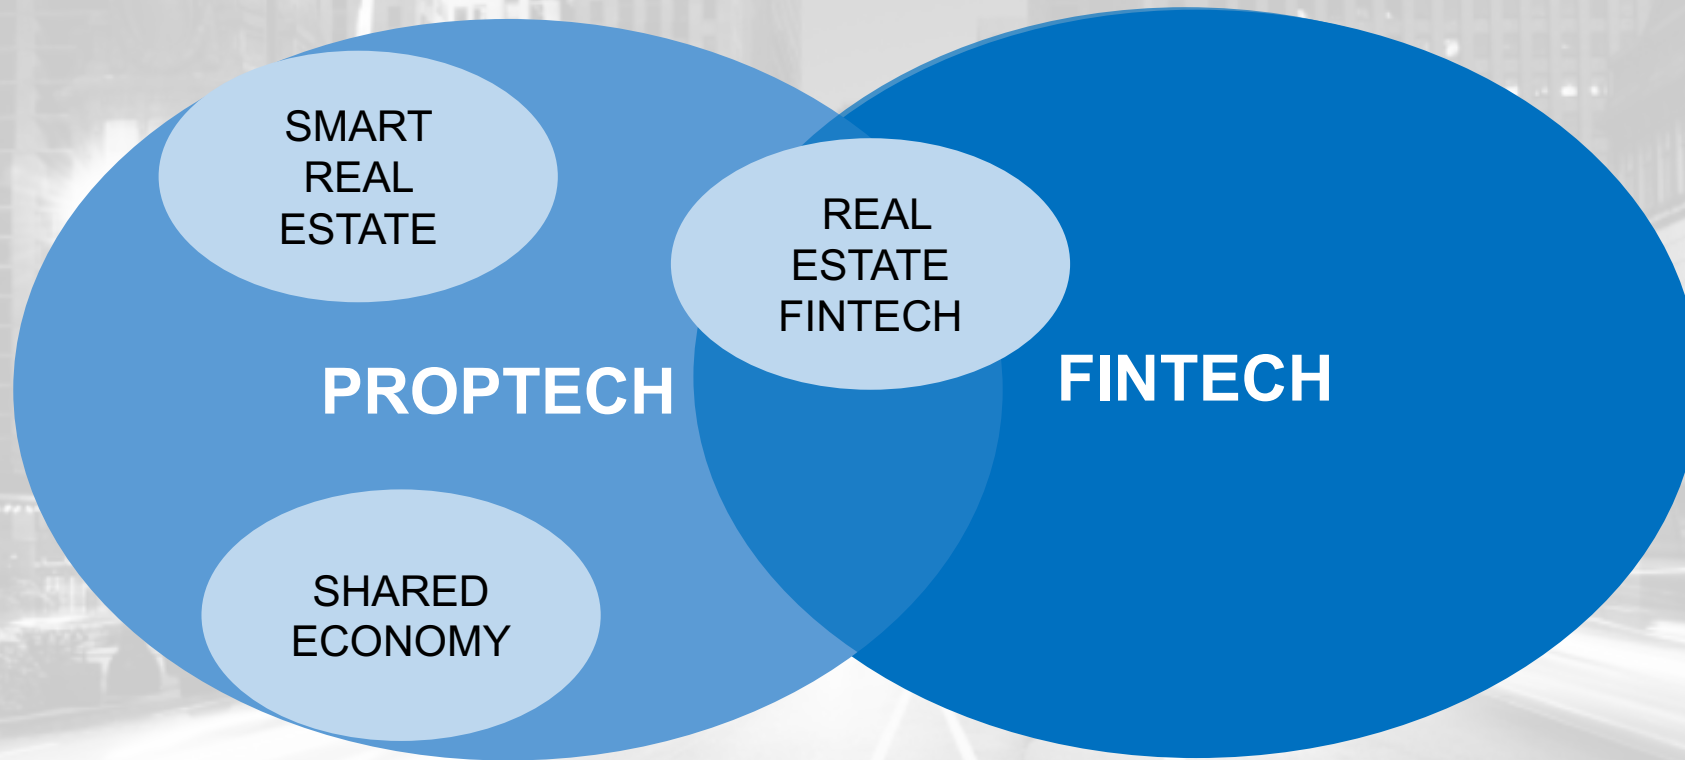 SMART
REAL
ESTATE
REAL
ESTATE
FINTECH
PROPTECH
FINTECH
SHARED
ECONOMY